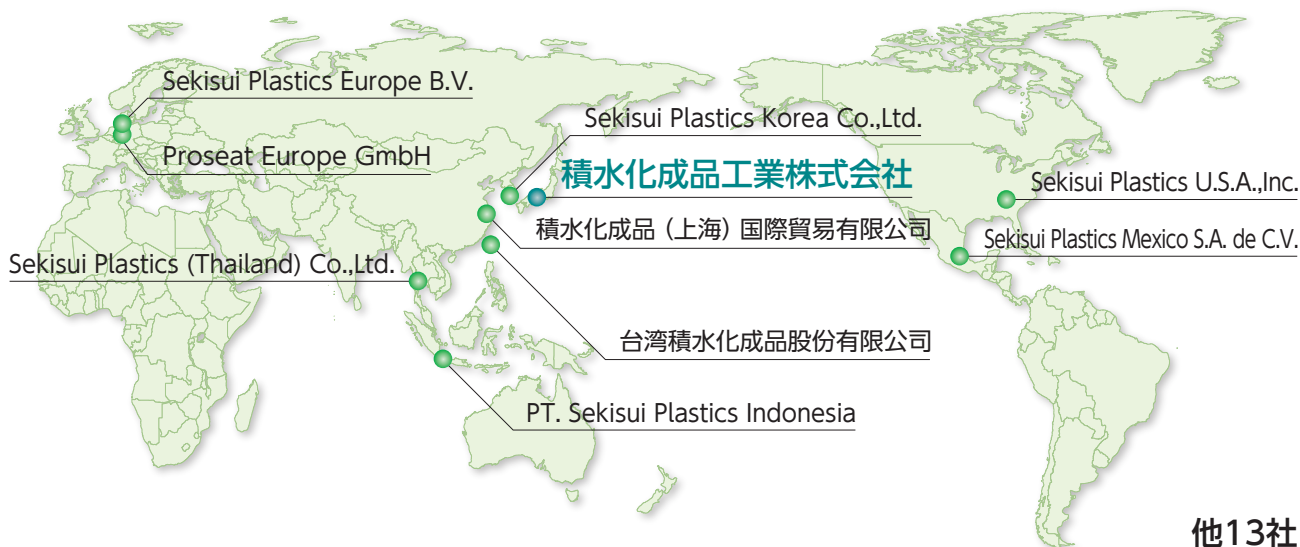 Sekisui Plastics Europe B.V.
Proseat Europe GmbH
Sekisui Plastics Korea Co.,Ltd.
積水化成品工業株式会社
Sekisui Plastics U.S.A.,Inc.
積水化成品（上海）国際貿易有限公司
Sekisui Plastics Mexico S.A. de C.V.
Sekisui Plastics (Thailand) Co.,Ltd.
台湾積水化成品股份有限公司
PT. Sekisui Plastics Indonesia
他13社